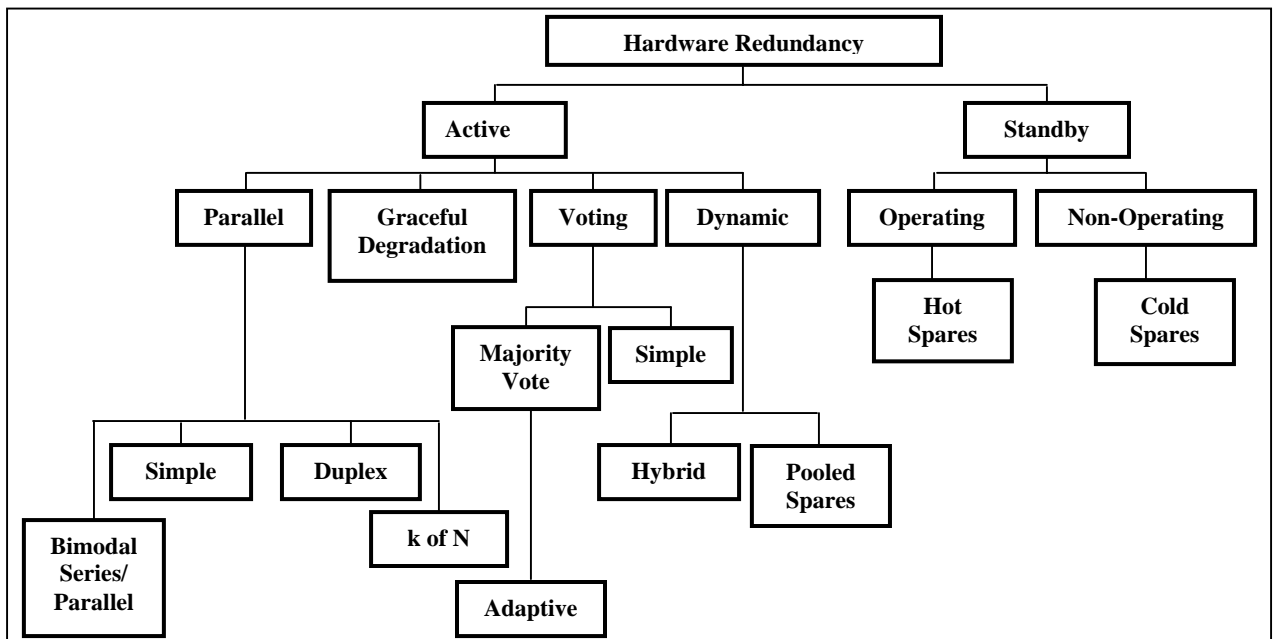 Hardware Redundancy
Active
Standby
Parallel
Graceful
Degradation
Voting
Dynamic
Operating
Non-Operating
Hot
Spares
Cold
Spares
Majority
Vote
Simple
Simple
Duplex
Hybrid
Pooled
Spares
k of N
Bimodal
Series/
Parallel
Adaptive